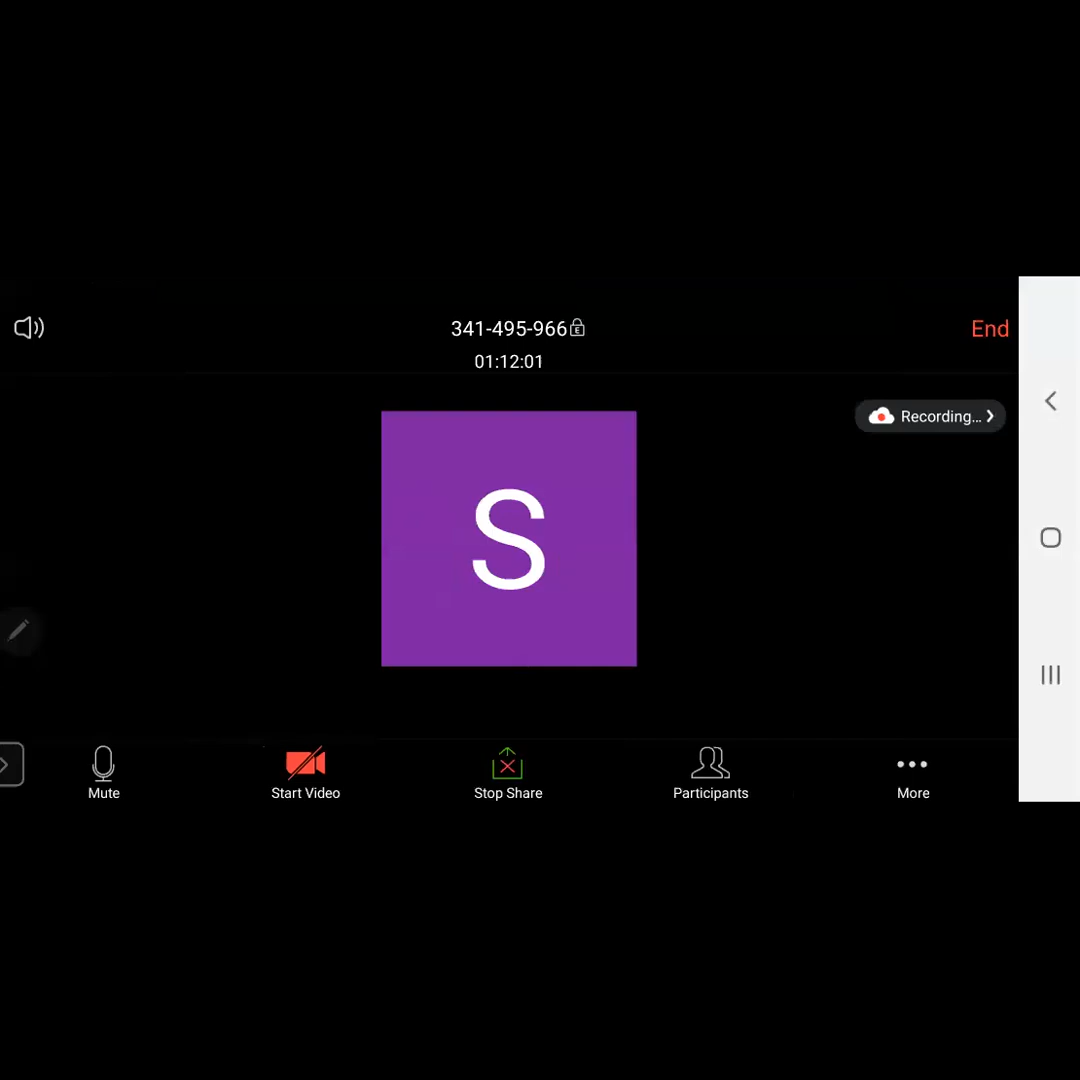 341-495-966
End
01:12:01
Recording...
S
Mute
Start Video
Stop Share
Participants
More